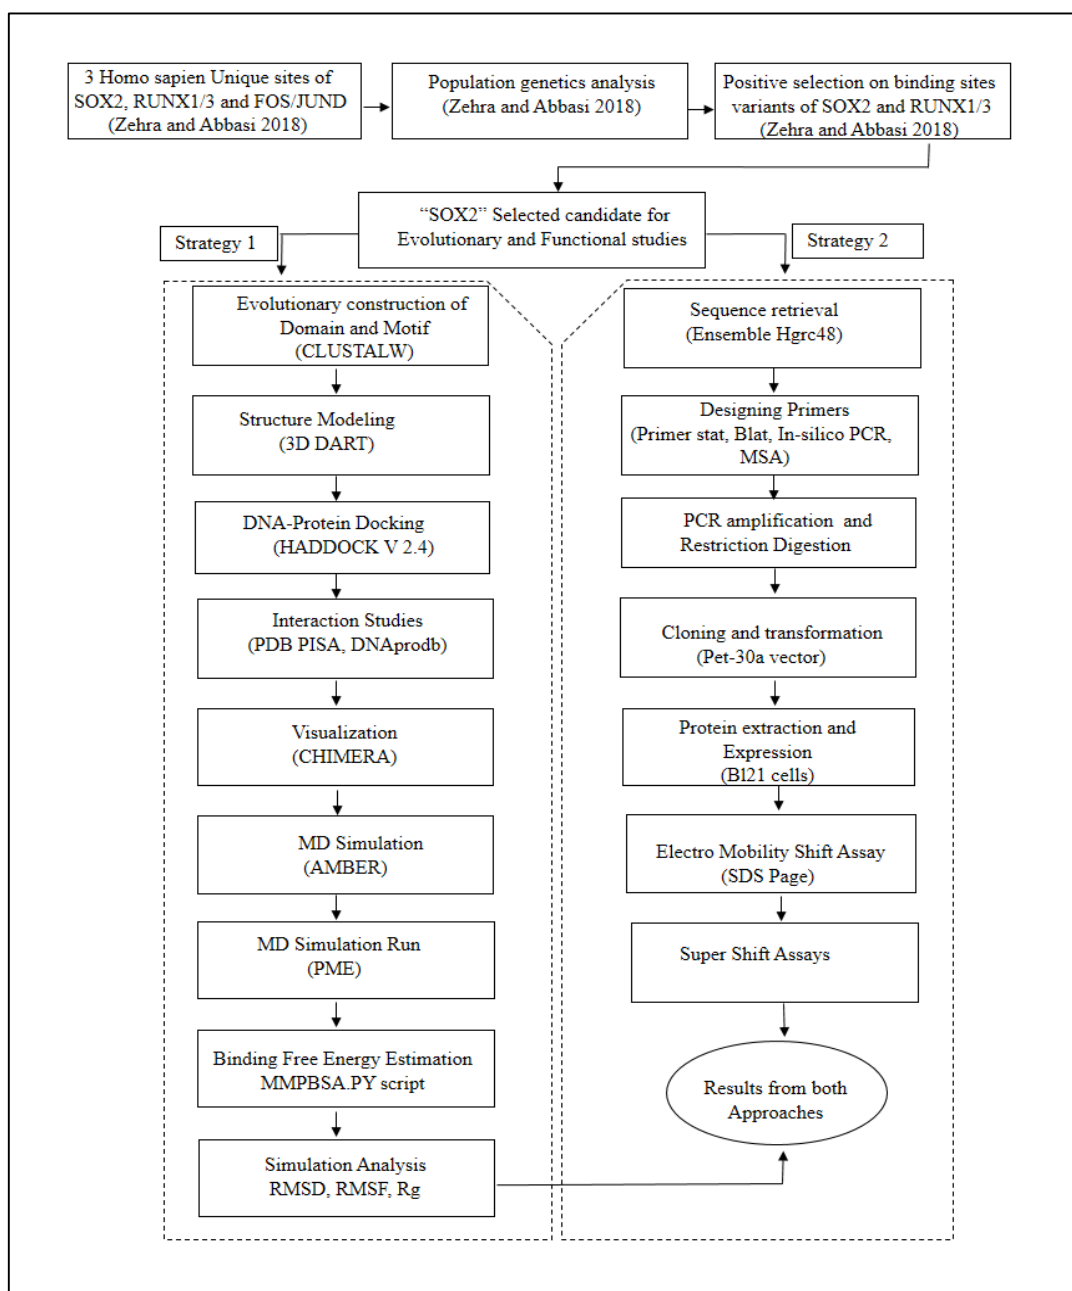 3 Homo sapien Unique sites of
SOX2, RUNX1/3 and FOS/JUND
(Zehra and Abbasi 2018)
Population genetics analysis
(Zehra and Abbasi 2018)
Positive selection on binding sites
variants of SOX2 and RUNX1/3
(Zehra and Abbasi 2018)
“SOX2” Selected candidate for
Evolutionary and Functional studies
Strategy 1
Evolutionary construction of
Domain and Motif
(CLUSTALW)
Structure Modeling
(3D DART)
DNA-Protein Docking
(HADDOCK V 2.4)
Interaction Studies
(PDB PISA, DNAprodb)
Visualization
(CHIMERA)
MD Simulation
(AMBER)
MD Simulation Run
(PME)
Binding Free Energy Estimation
MMPBSA.PY script
Simulation Analysis
RMSD, RMSF, Rg
Strategy 2
Sequence retrieval
(Ensemble Hgrc48)
Designing Primers
(Primer stat, Blat, In-silico PCR,
MSA)
PCR amplification and
Restriction Digestion
Cloning and transformation
(Pet-30a vector)
Protein extraction and
Expression
(Bl21 cells)
Electro Mobility Shift Assay
(SDS Page)
Super Shift Assays
Results from both
Approaches